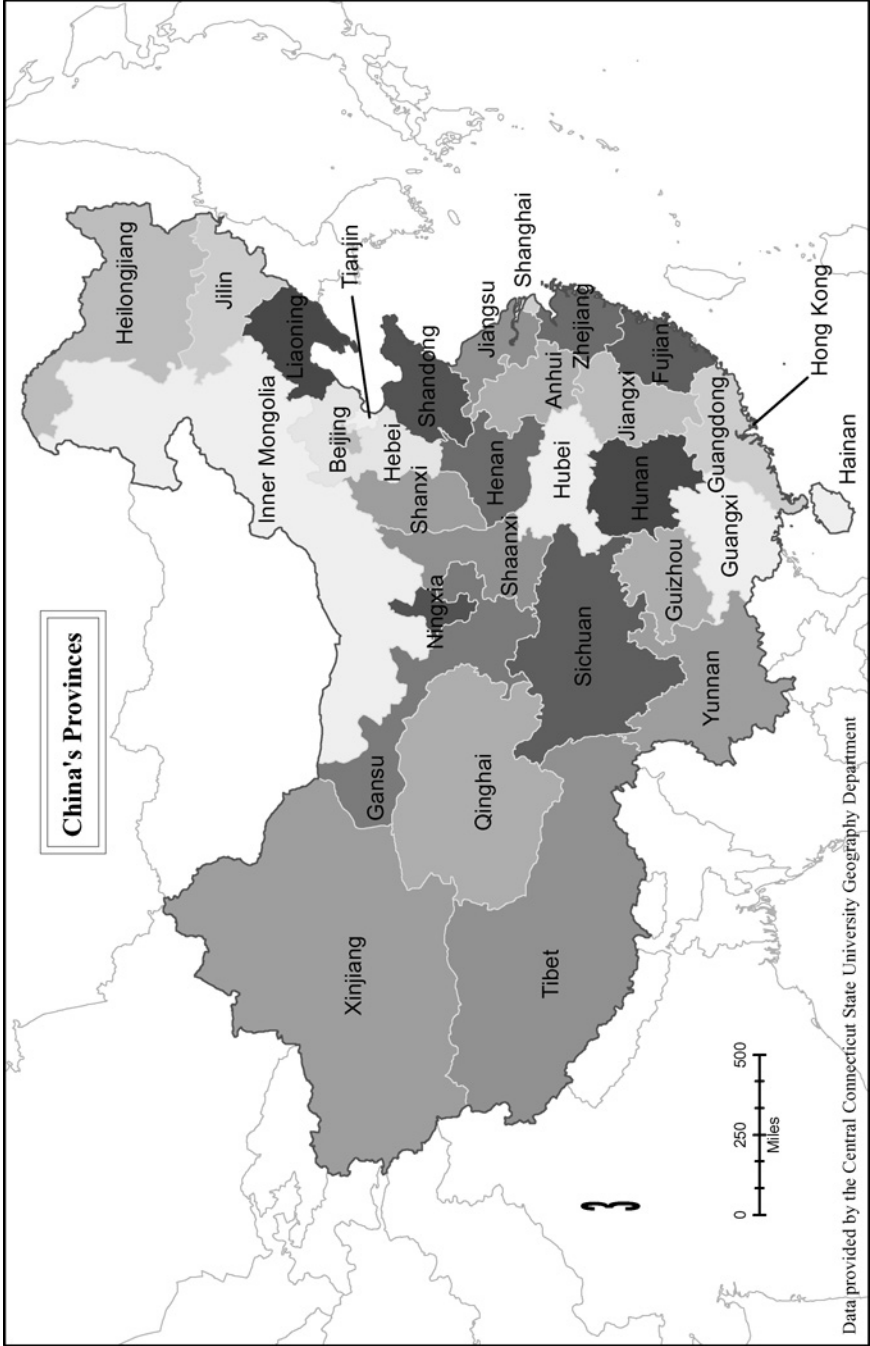 China's Provinces
Heilongjiang
Jilin
Liaoning
Inner Mongolia
Beijing
Tianjin
Hebei
Shanxi
Shandong
Ningxia
Gansu
Xinjiang
Qinghai
Shaanxi
Henan
Jiangsu
Shanghai
Anhui
Hubei
Zhejiang
Tibet
Sichuan
Hunan
Jiangxi
Fujian
Guizhou
Yunnan
Guangxi
Guangdong
Hong Kong
Hainan
0 250 500
Miles
3
Data provided by the Central Connecticut State University Geography Department